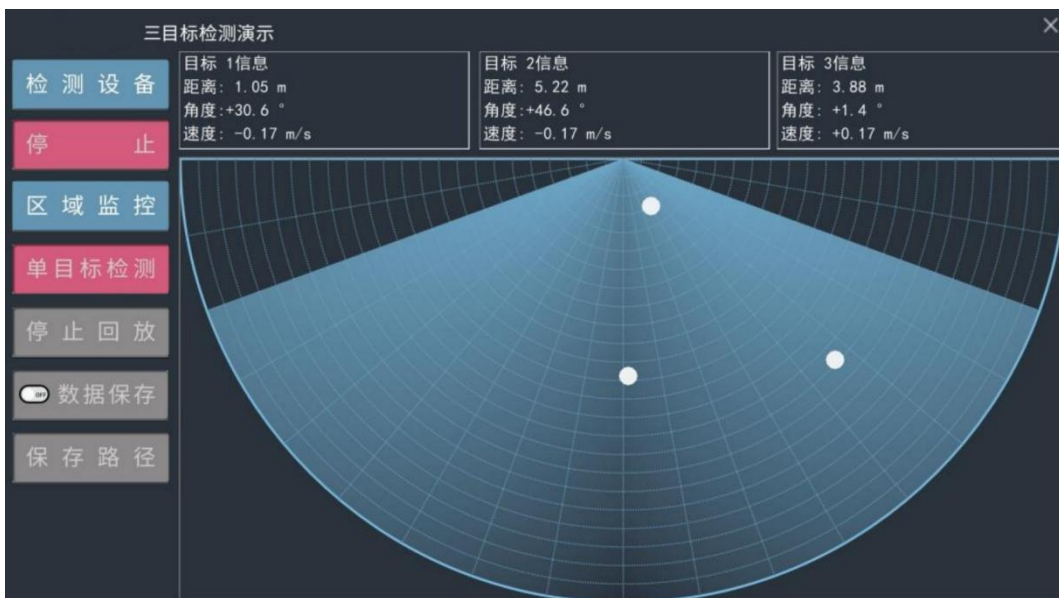 三目标检测演示
×
检测设备
停止
区域监控
单目标检测
停止回放
OFF 数据保存
保存路径
目标 1信息
距离: 1.05 m
角度:+30.6 °
速度: -0.17 m/s
目标 2信息
距离: 5.22 m
角度:+46.6 °
速度: -0.17 m/s
目标 3信息
距离: 3.88 m
角度: +1.4 °
速度: +0.17 m/s